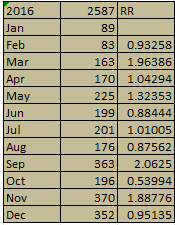 2016 2587 RR
Jan 89
Feb 83 0.93258
Mar 163 1.96386
Apr 170 1.04294
May 225 1.32353
Jun 199 0.88444
Jul 201 1.01005
Aug 176 0.87562
Sep 363 2.0625
Oct 196 0.53994
Nov 370 1.88776
Dec 352 0.95135